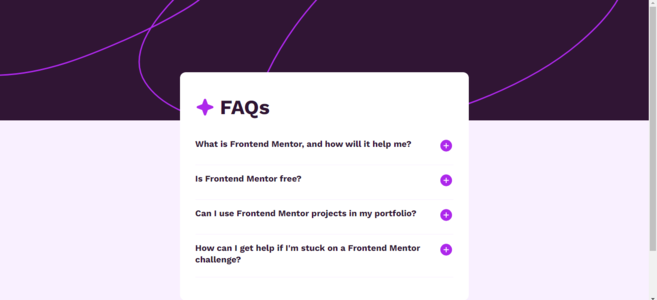 FAQs
What is Frontend Mentor, and how will it help me?
Is Frontend Mentor free?
Can I use Frontend Mentor projects in my portfolio?
How can I get help if I'm stuck on a Frontend Mentor
challenge?